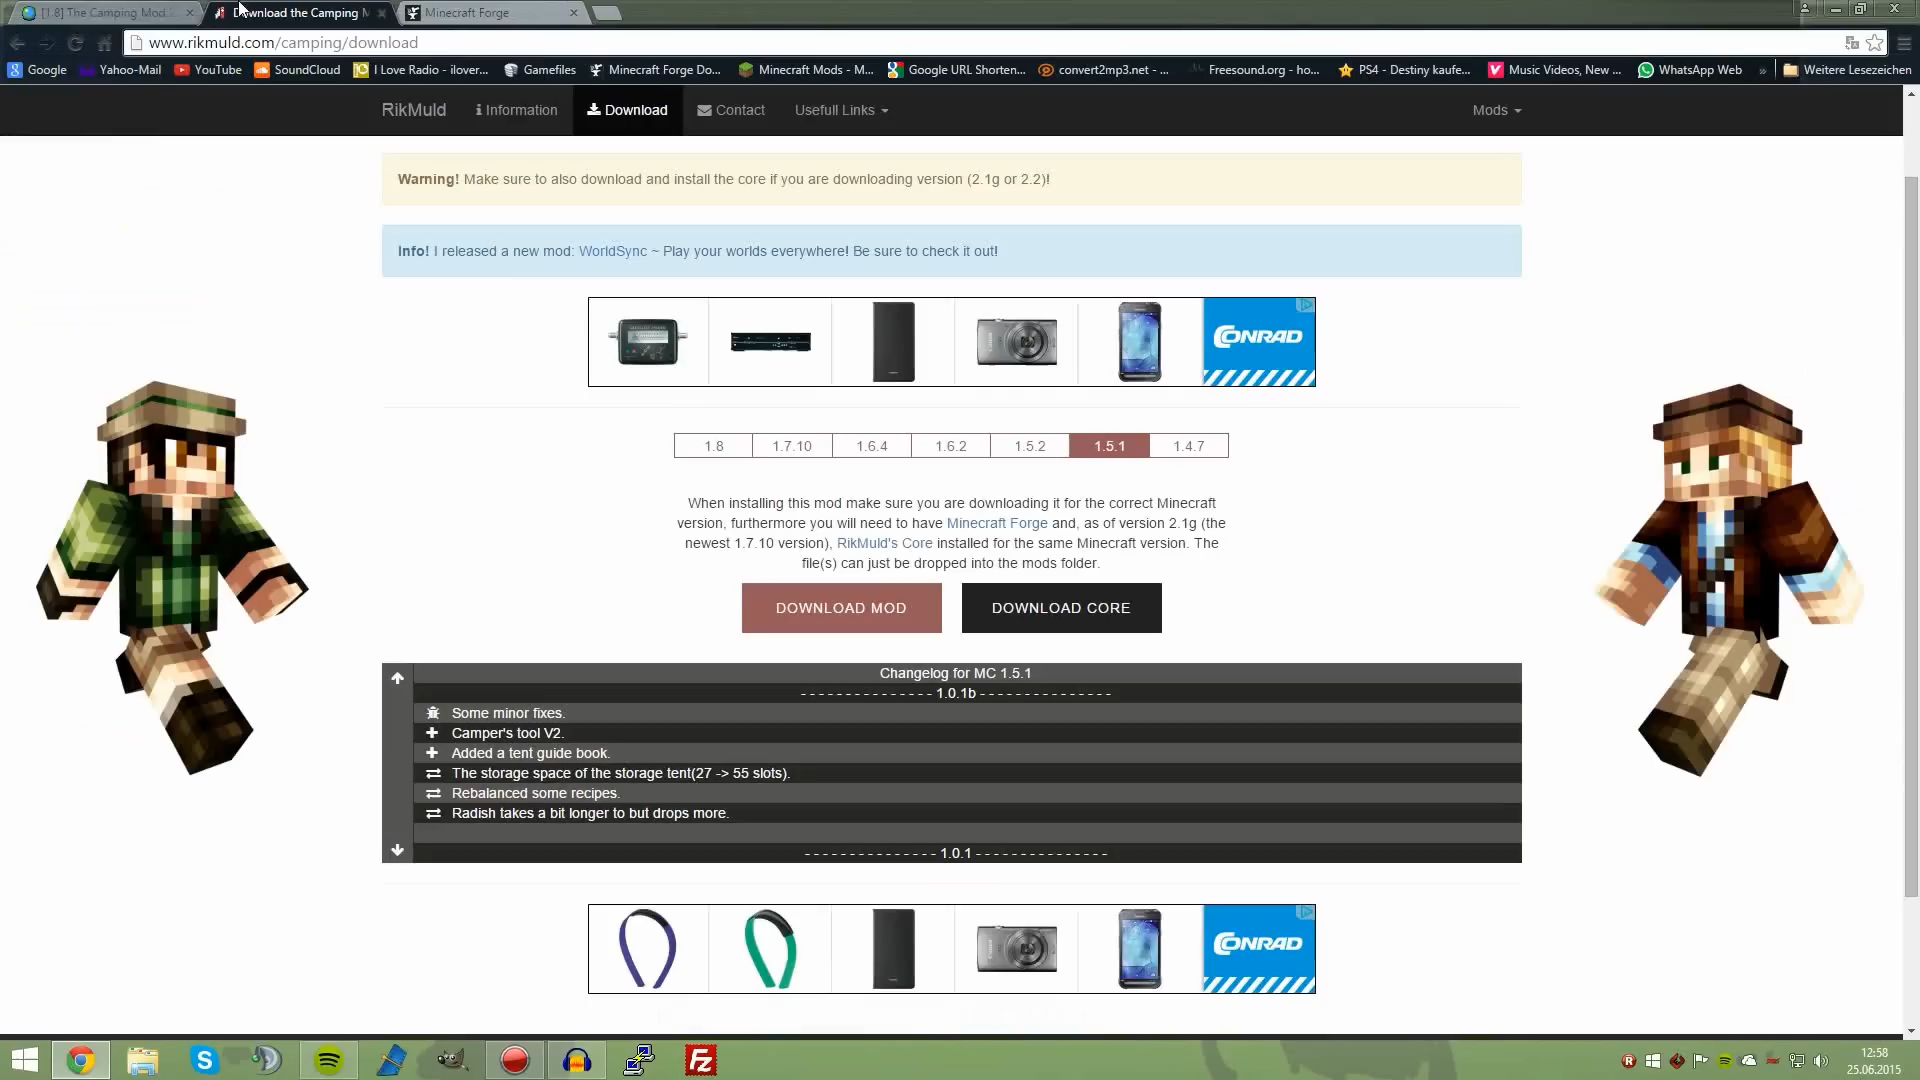 [1.8] The Camping Mod
Download the Camping M
Minecraft Forge
www.rikmuld.com/camping/download
Google
Yahoo-Mail
YouTube
SoundCloud
I Love Radio - ilover...
Gamefiles
Minecraft Forge Do...
Minecraft Mods - M...
Google URL Shorten...
convert2mp3.net - ...
Freesound.org - ho...
PS4 - Destiny kaufe...
Music Videos, New ...
WhatsApp Web
»
Weitere Lesezeichen
RikMuld
Information
Download
Contact
Usefull Links
Mods
Warning! Make sure to also download and install the core if you are downloading version (2.1g or 2.2)!
Info! I released a new mod: WorldSync ~ Play your worlds everywhere! Be sure to check it out!
CONRAD
1.8 1.7.10 1.6.4 1.6.2 1.5.2 1.5.1 1.4.7
When installing this mod make sure you are downloading it for the correct Minecraft
version, furthermore you will need to have Minecraft Forge and, as of version 2.1g (the
newest 1.7.10 version), RikMuld's Core installed for the same Minecraft version. The
file(s) can just be dropped into the mods folder.
DOWNLOAD MOD
DOWNLOAD CORE
Changelog for MC 1.5.1
- - - - - - - - - - - - - - - 1.0.1b - - - - - - - - - - - - - - -
Some minor fixes.
Camper's tool V2.
Added a tent guide book.
The storage space of the storage tent(27 -> 55 slots).
Rebalanced some recipes.
Radish takes a bit longer to but drops more.
- - - - - - - - - - - - - - - 1.0.1 - - - - - - - - - - - - - - -
CONRAD
12:58
25.06.2015